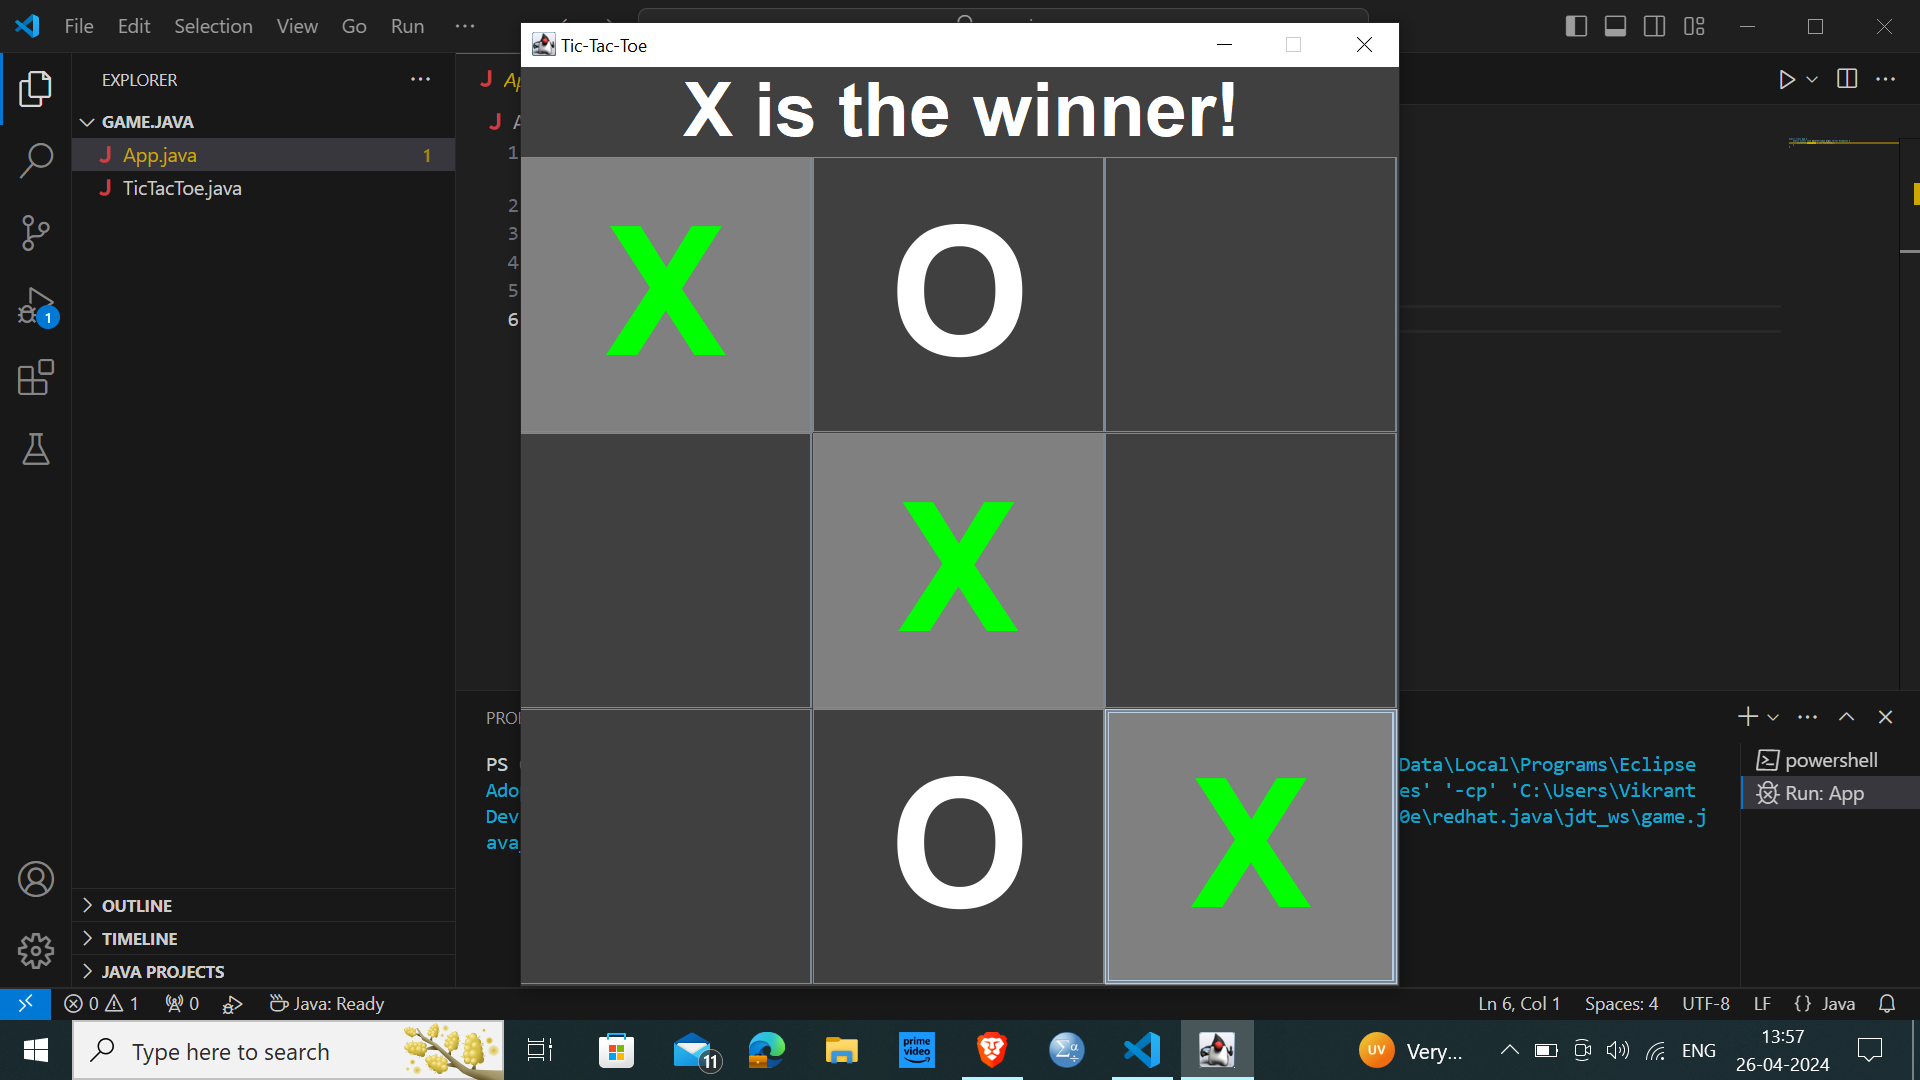 File Edit Selection View Go Run ...
Tic-Tac-Toe
EXPLORER
GAME.JAVA
J App.java 1
J TicTacToe.java
J
J
1
2
3
4
5
6
X is the winner!
X O
X
O X
1
PS
Data\Local\Programs\Eclipse
Ado
es' '-cp' 'C:\Users\Vikrant
Dev
0e\redhat.java\jdt_ws\game.j
ava
powershell
Run: App
OUTLINE
TIMELINE
JAVA PROJECTS
0 1 0 Java: Ready
Ln 6, Col 1 Spaces: 4 UTF-8 LF {} Java
Type here to search
prime video
11
Σα
UV Very...
ENG
13:57
26-04-2024